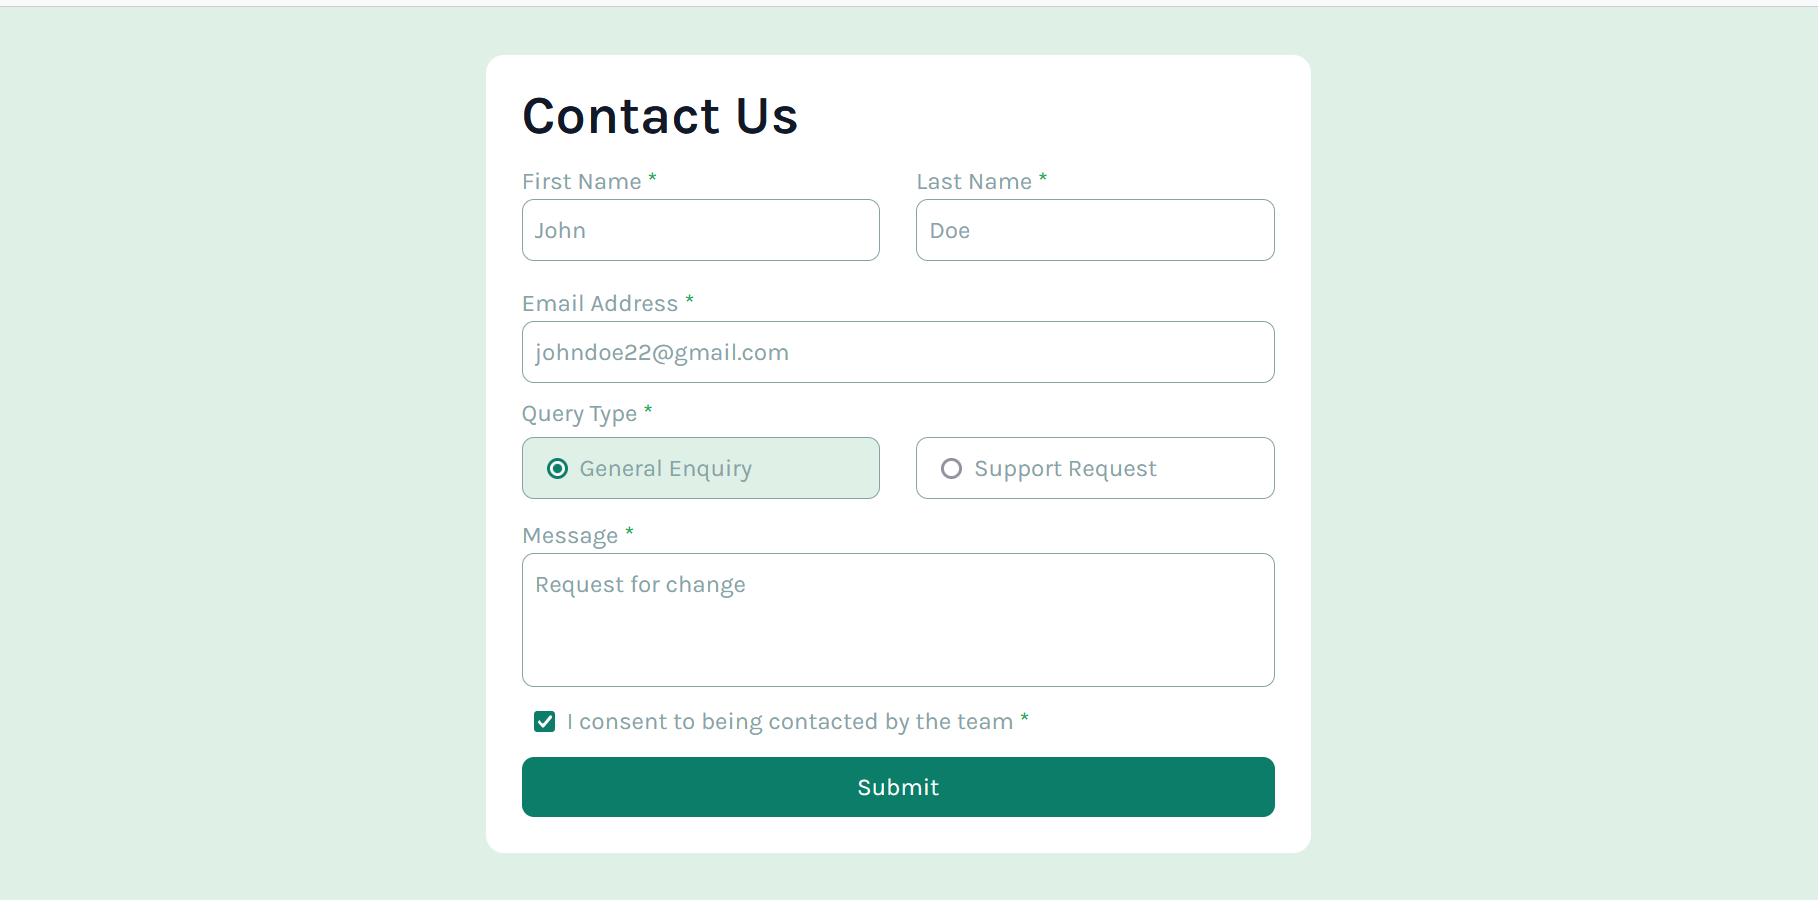 Contact Us
First Name * Last Name *
John Doe
Email Address *
johndoe22@gmail.com
Query Type *
General Enquiry Support Request
Message *
Request for change
I consent to being contacted by the team *
Submit